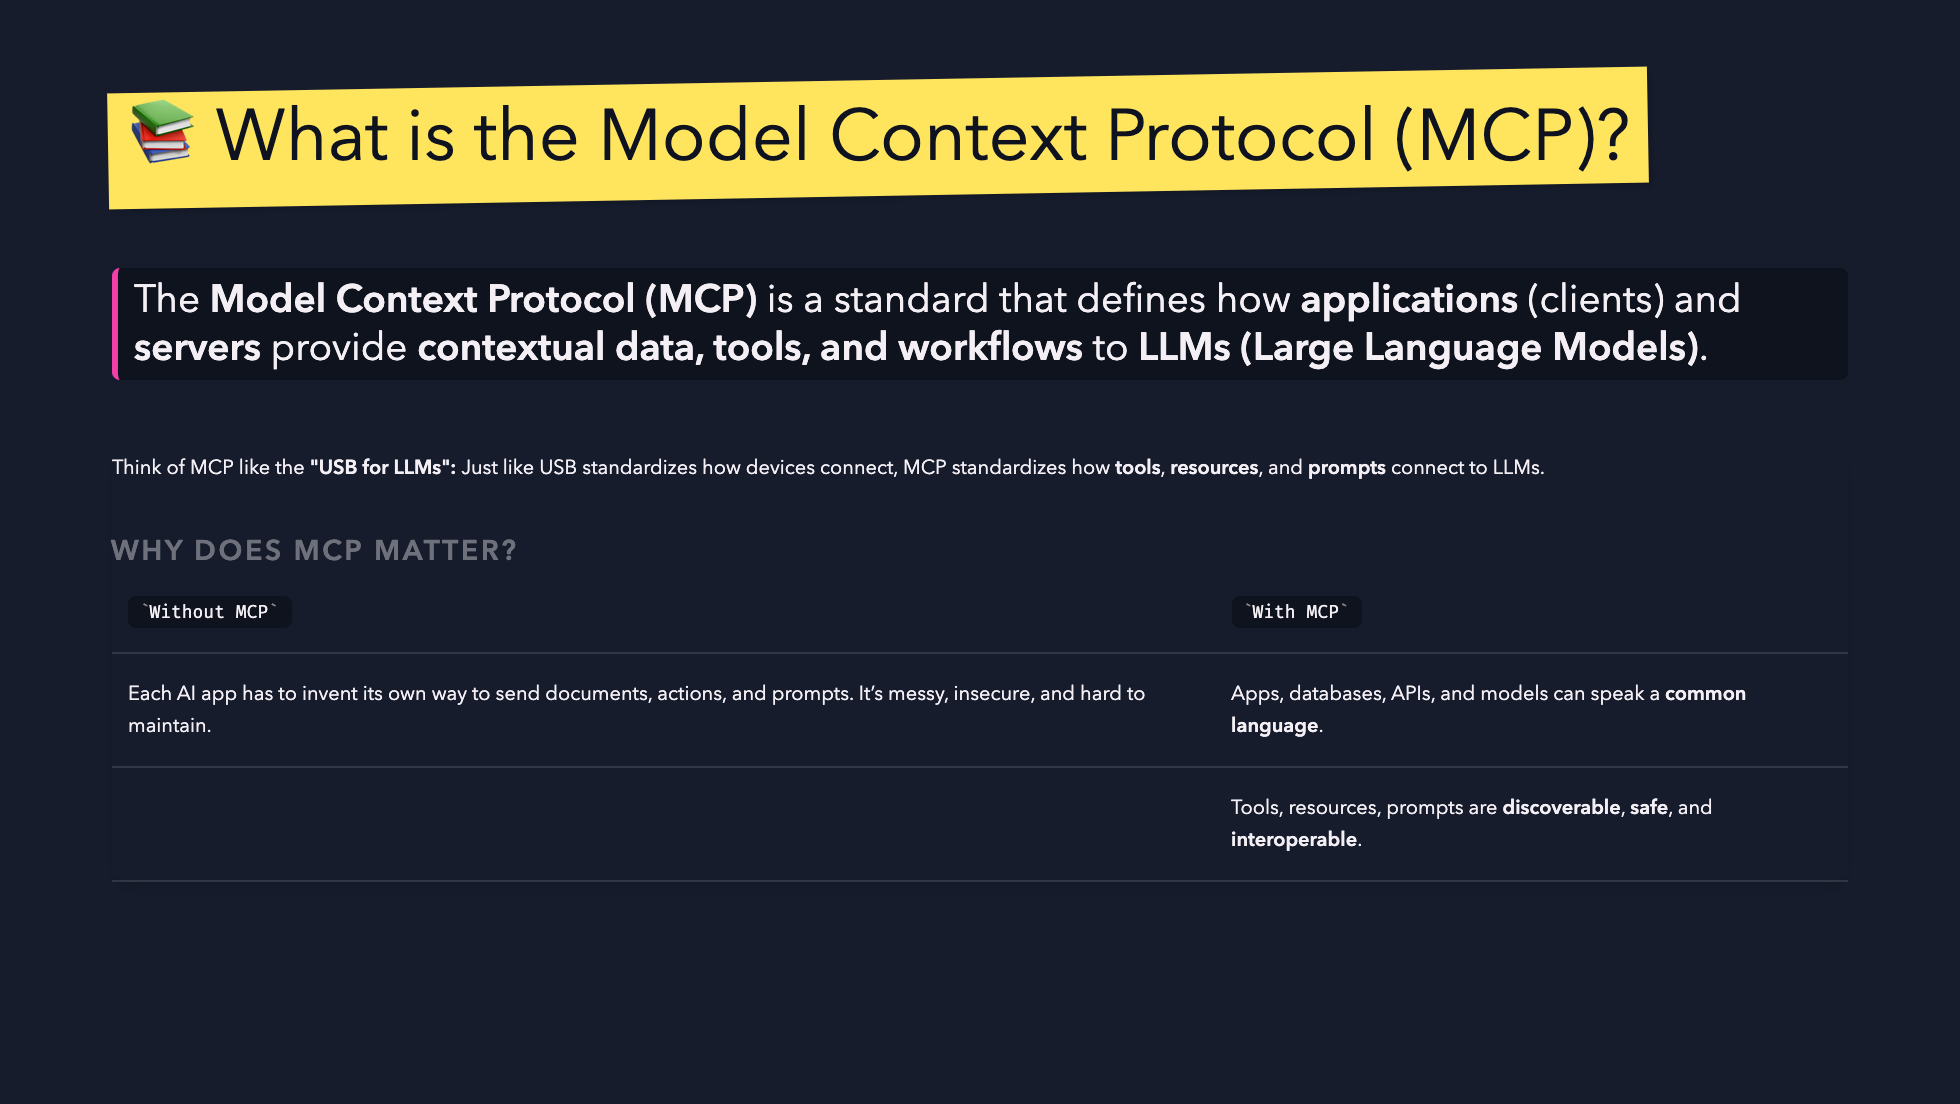 📚 What is the Model Context Protocol (MCP)?
The Model Context Protocol (MCP) is a standard that defines how applications (clients) and
servers provide contextual data, tools, and workflows to LLMs (Large Language Models).
Think of MCP like the "USB for LLMs": Just like USB standardizes how devices connect, MCP standardizes how tools, resources, and prompts connect to LLMs.
WHY DOES MCP MATTER?
`Without MCP`
`With MCP`
Each AI app has to invent its own way to send documents, actions, and prompts. It’s messy, insecure, and hard to
maintain.
Apps, databases, APIs, and models can speak a common
language.
Tools, resources, prompts are discoverable, safe, and
interoperable.